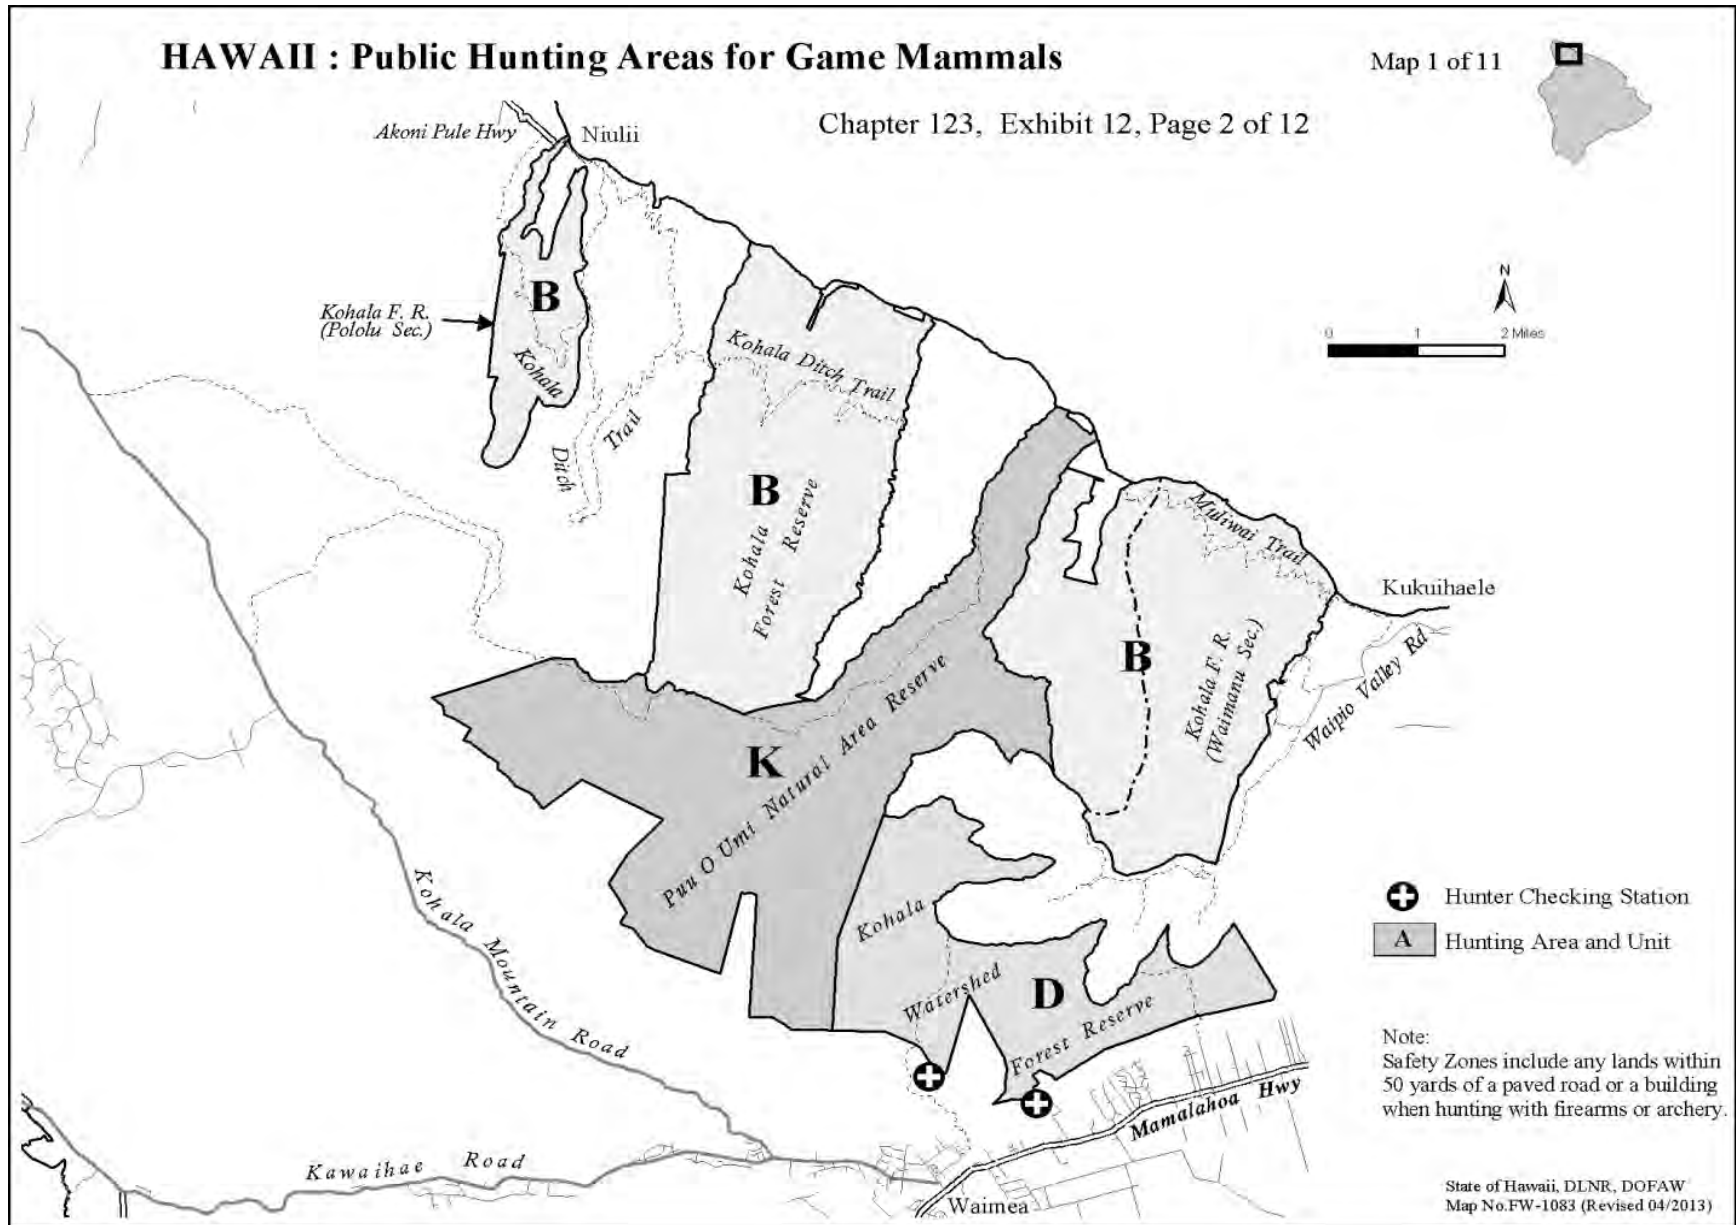 HAWAII : Public Hunting Areas for Game Mammals
Map 1 of 11
Chapter 123, Exhibit 12, Page 2 of 12
Akoni Pule Hwy
Niulii
N
B
Kohala F. R.
(Pololu Sec.)
0 1 2 Miles
Kohala
Ditch
Trail
Kohala Ditch Trail
B
Kohala
Forest Reserve
Muliwai Trail
Kukuihaele
B
Kohala F. R.
(Waimanu Sec.)
Waipio Valley Rd
K
Puu O Umi Natural Area Reserve
Kohala Mountain Road
Kohala
Watershed
D
Forest Reserve
Hunter Checking Station
A Hunting Area and Unit
Note:
Safety Zones include any lands within
50 yards of a paved road or a building
when hunting with firearms or archery.
Mamalahoa Hwy
Kawaihae Road
Waimea
State of Hawaii, DLNR, DOFAW
Map No.FW-1083 (Revised 04/2013)